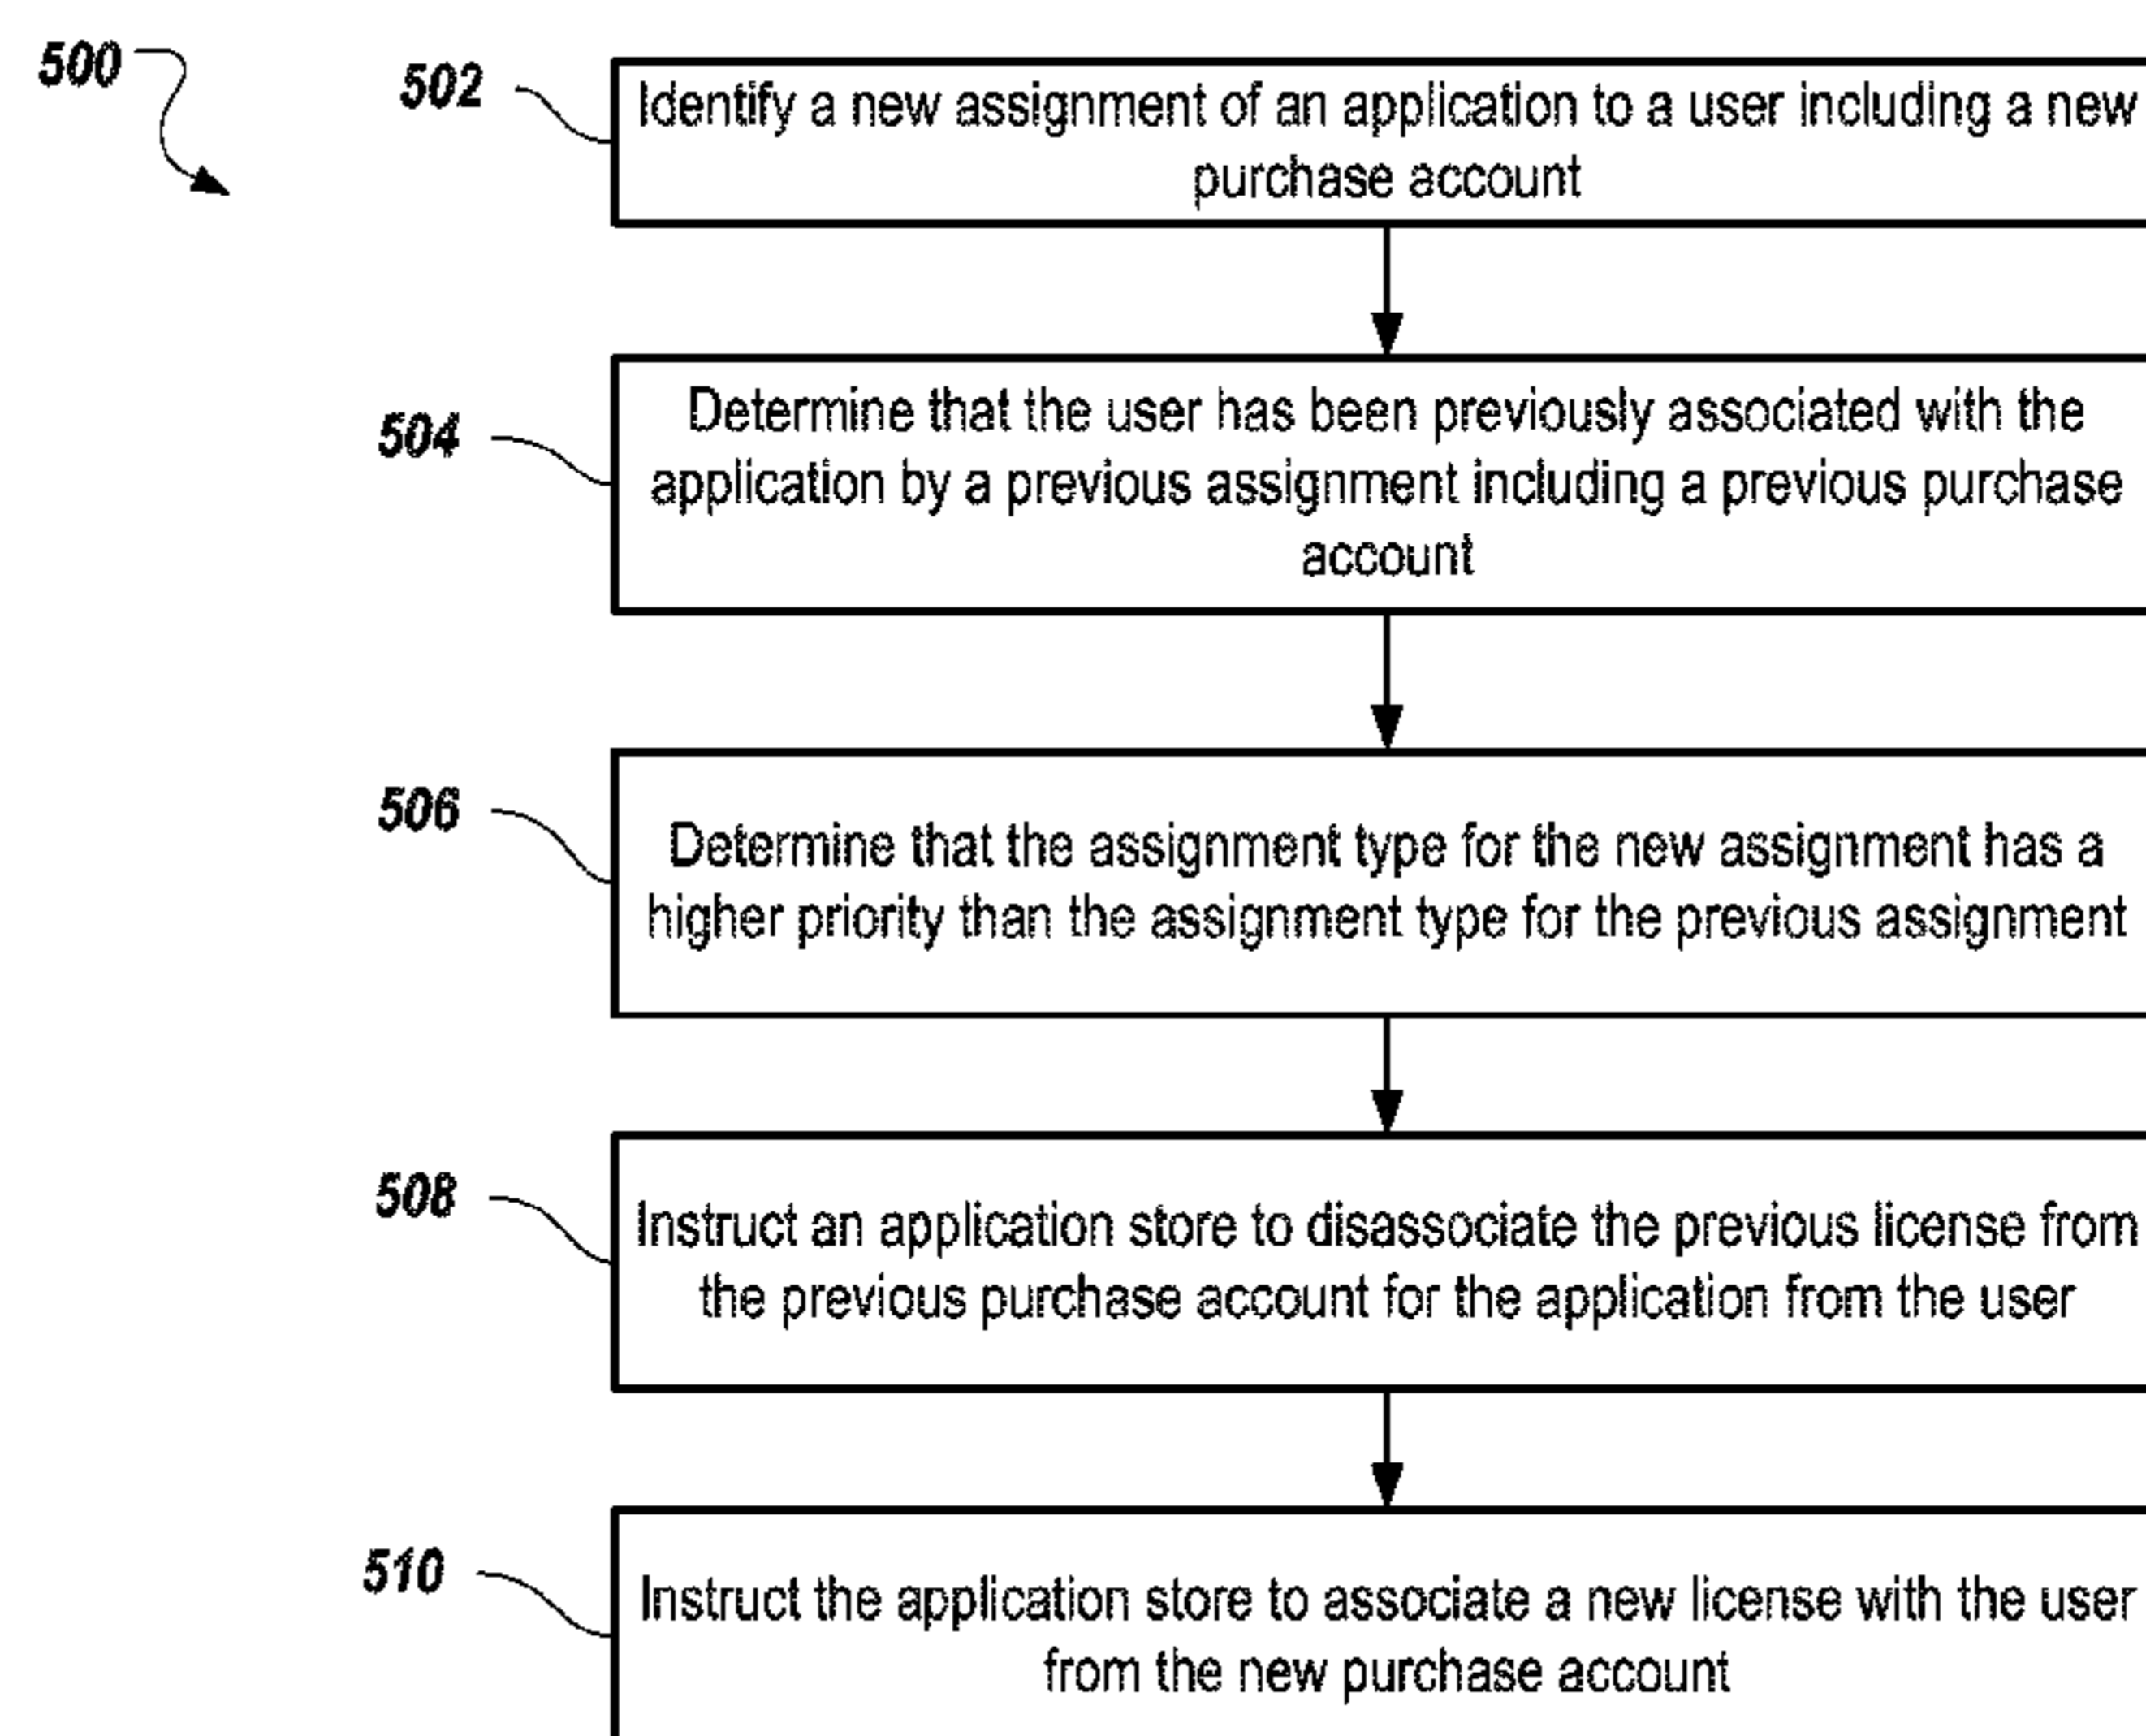 500
502
Identify a new assignment of an application to a user including a new
purchase account
504
Determine that the user has been previously associated with the
application by a previous assignment including a previous purchase
account
506
Determine that the assignment type for the new assignment has a
higher priority than the assignment type for the previous assignment
508
Instruct an application store to disassociate the previous license from
the previous purchase account for the application from the user
510
Instruct the application store to associate a new license with the user
from the new purchase account